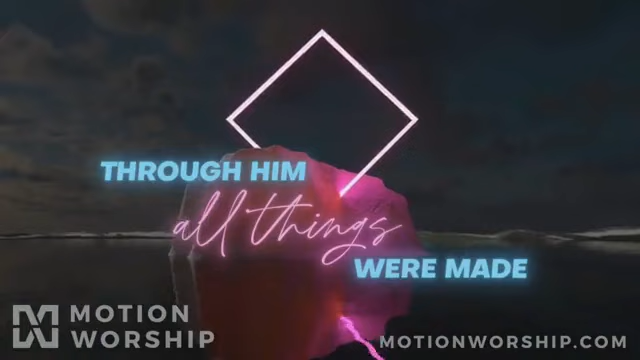 THROUGH HIM
all things
WERE MADE
MOTION
WORSHIP
MOTIONWORSHIP.COM